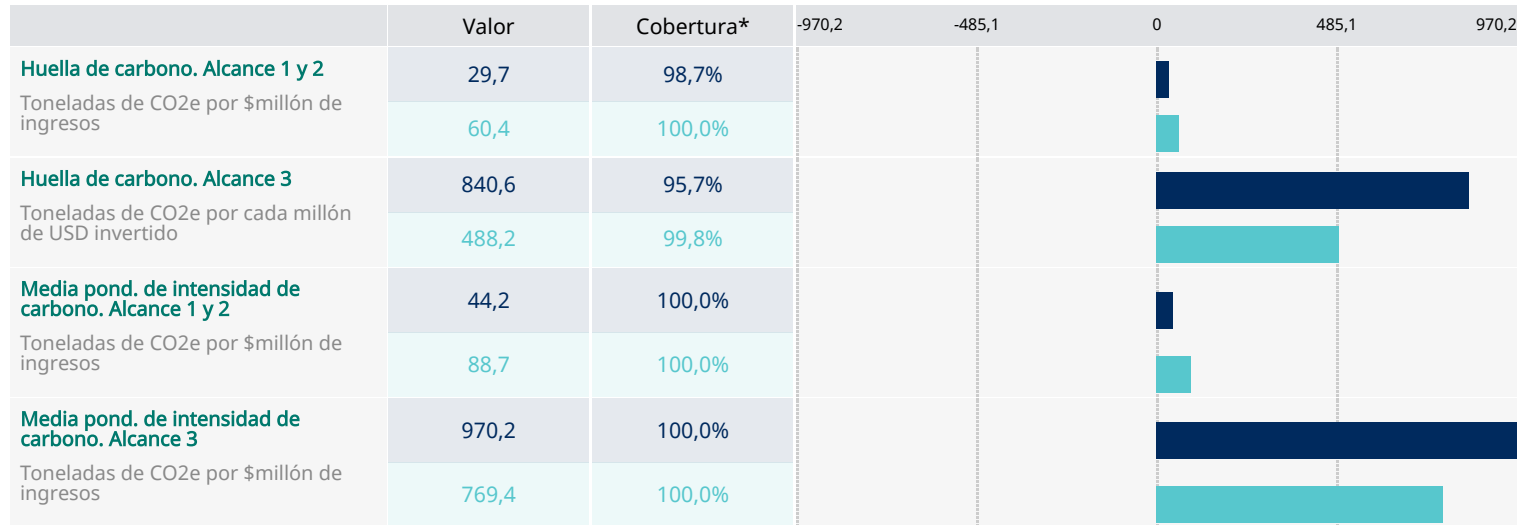 Valor Cobertura* -970,2 -485,1 0 485,1 970,2
Huella de carbono. Alcance 1 y 2
Toneladas de CO2e por $millón de
ingresos
29,7 98,7%
60,4 100,0%
Huella de carbono. Alcance 3
Toneladas de CO2e por cada millón
de USD invertido
840,6 95,7%
488,2 99,8%
Media pond. de intensidad de
carbono. Alcance 1 y 2
Toneladas de CO2e por $millón de
ingresos
44,2 100,0%
88,7 100,0%
Media pond. de intensidad de
carbono. Alcance 3
Toneladas de CO2e por $millón de
ingresos
970,2 100,0%
769,4 100,0%